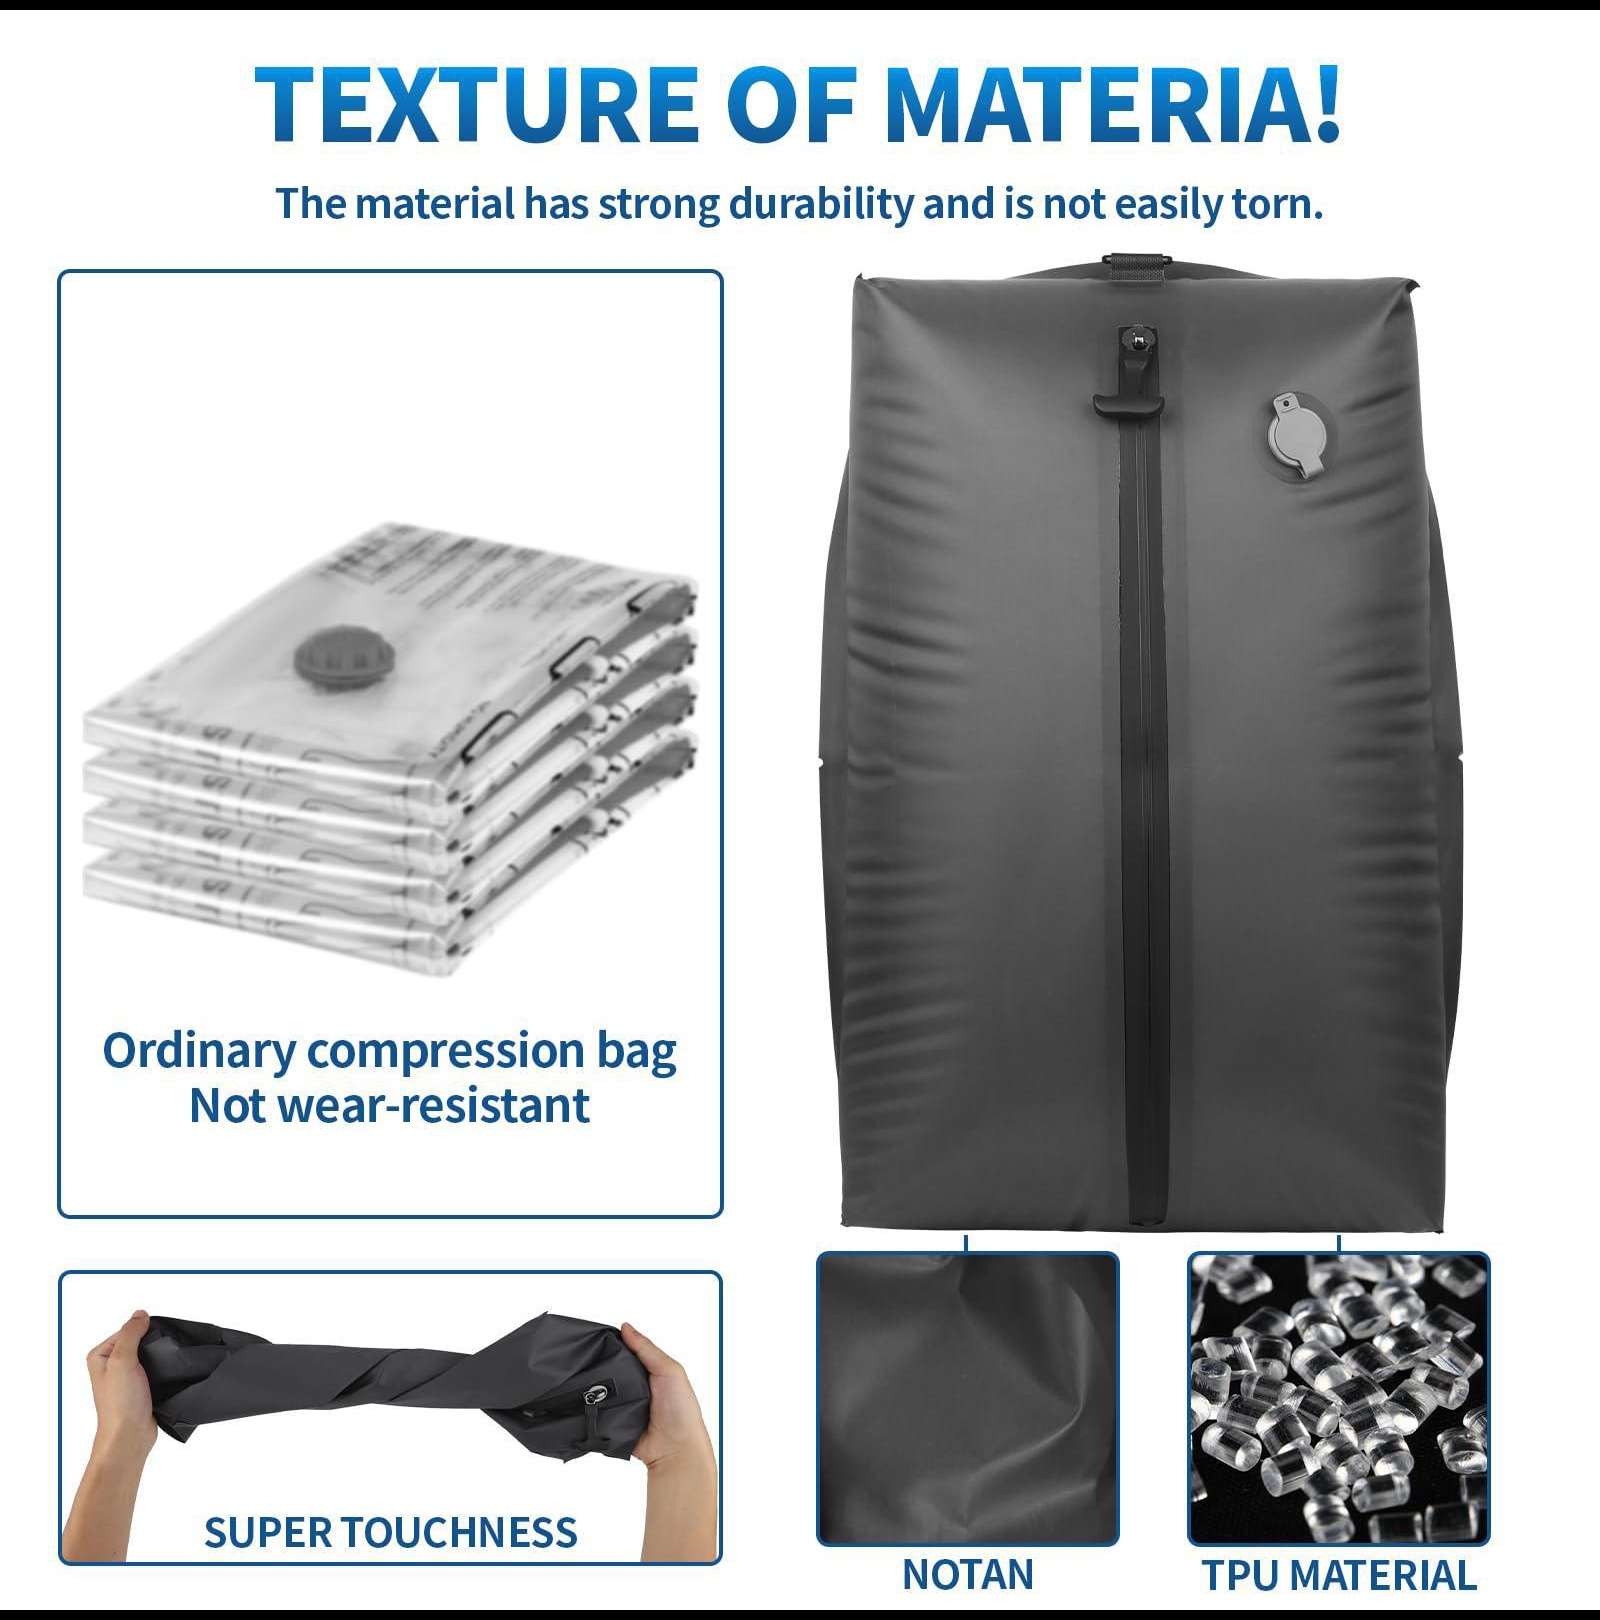 TEXTURE OF MATERIA!
The material has strong durability and is not easily torn.
Ordinary compression bag
Not wear-resistant
SUPER TOUCHNESS
NOTAN
TPU MATERIAL